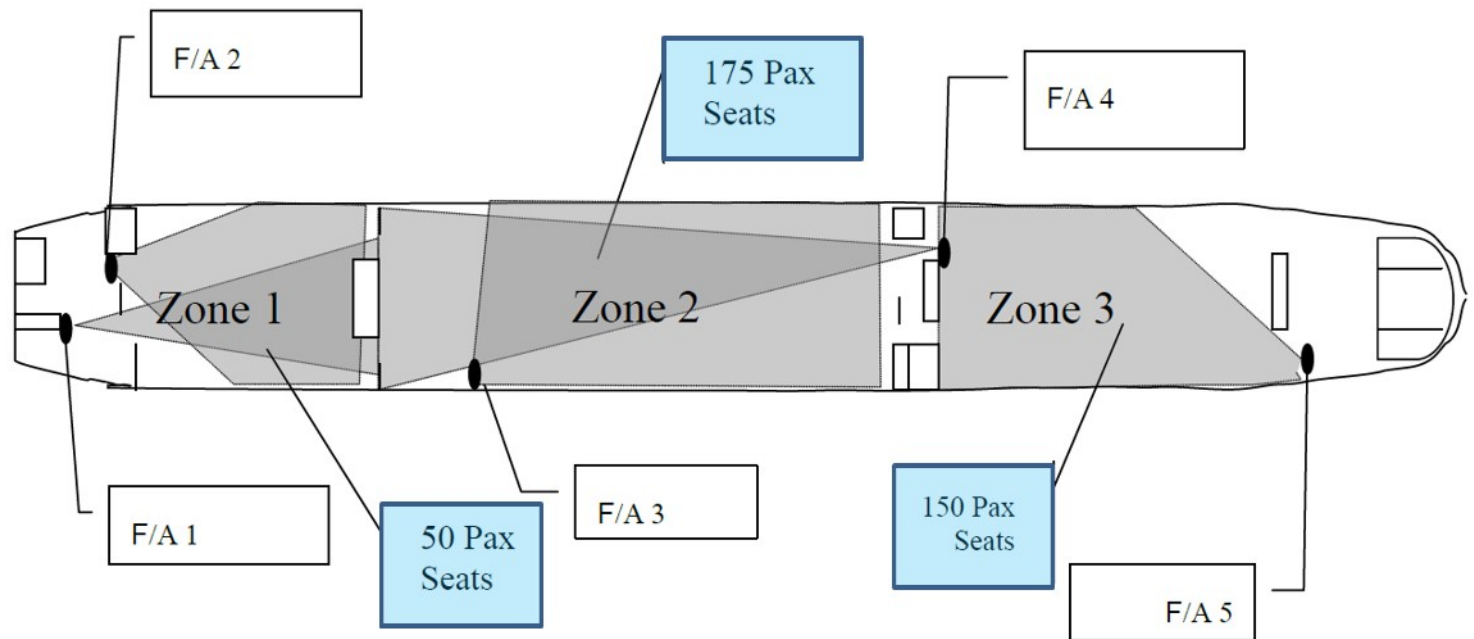 F/A 2
175 Pax
Seats
F/A 4
Zone 1
Zone 2
Zone 3
F/A 1
50 Pax
Seats
F/A 3
150 Pax
Seats
F/A 5